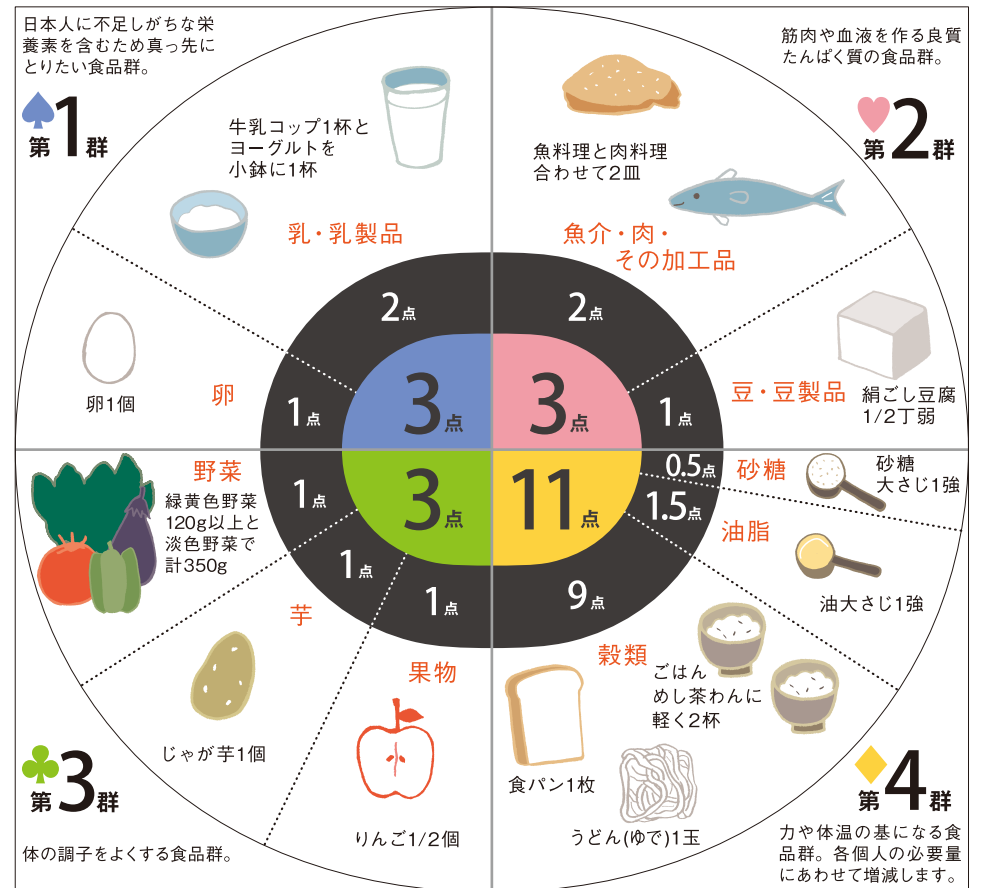 日本人に不足しがちな栄
養素を含むため真っ先に
とりたい食品群。
第1群
牛乳コップ1杯と
ヨーグルトを
小鉢に1杯
乳・乳製品
卵1個
卵
2点
1点
3点
筋肉や血液を作る良質
たんぱく質の食品群。
第2群
魚料理と肉料理
合わせて2皿
魚介・肉・
その加工品
豆・豆製品
絹ごし豆腐
1/2丁弱
2点
1点
3点
野菜
緑黄色野菜
120g以上と
淡色野菜で
計350g
芋
じゃが芋1個
果物
りんご1/2個
1点
1点
1点
3点
第3群
体の調子をよくする食品群。
11点
0.5点
1.5点
9点
砂糖
砂糖
大さじ1強
油脂
油大さじ1強
穀類
ごはん
めし茶わんに
軽く2杯
食パン1枚
うどん(ゆで)1玉
第4群
力や体温の基になる食
品群。各個人の必要量
にあわせて増減します。